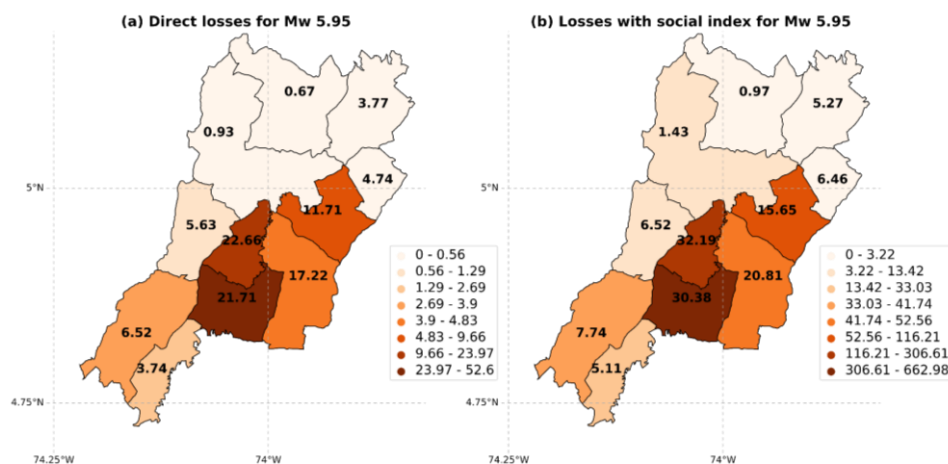 (a) Direct losses for Mw 5.95
0.67
3.77
0.93
4.74
5°N
11.71
5.63
22.66
17.22
21.71
6.52
3.74
0 - 0.56
0.56 - 1.29
1.29 - 2.69
2.69 - 3.9
3.9 - 4.83
4.83 - 9.66
9.66 - 23.97
23.97 - 52.6
4.75°N
74.25°W
74°W
(b) Losses with social index for Mw 5.95
0.97
5.27
1.43
6.46
5°N
15.65
6.52
32.19
20.81
30.38
7.74
5.11
0 - 3.22
3.22 - 13.42
13.42 - 33.03
33.03 - 41.74
41.74 - 52.56
52.56 - 116.21
116.21 - 306.61
306.61 - 662.98
4.75°N
74.25°W
74°W